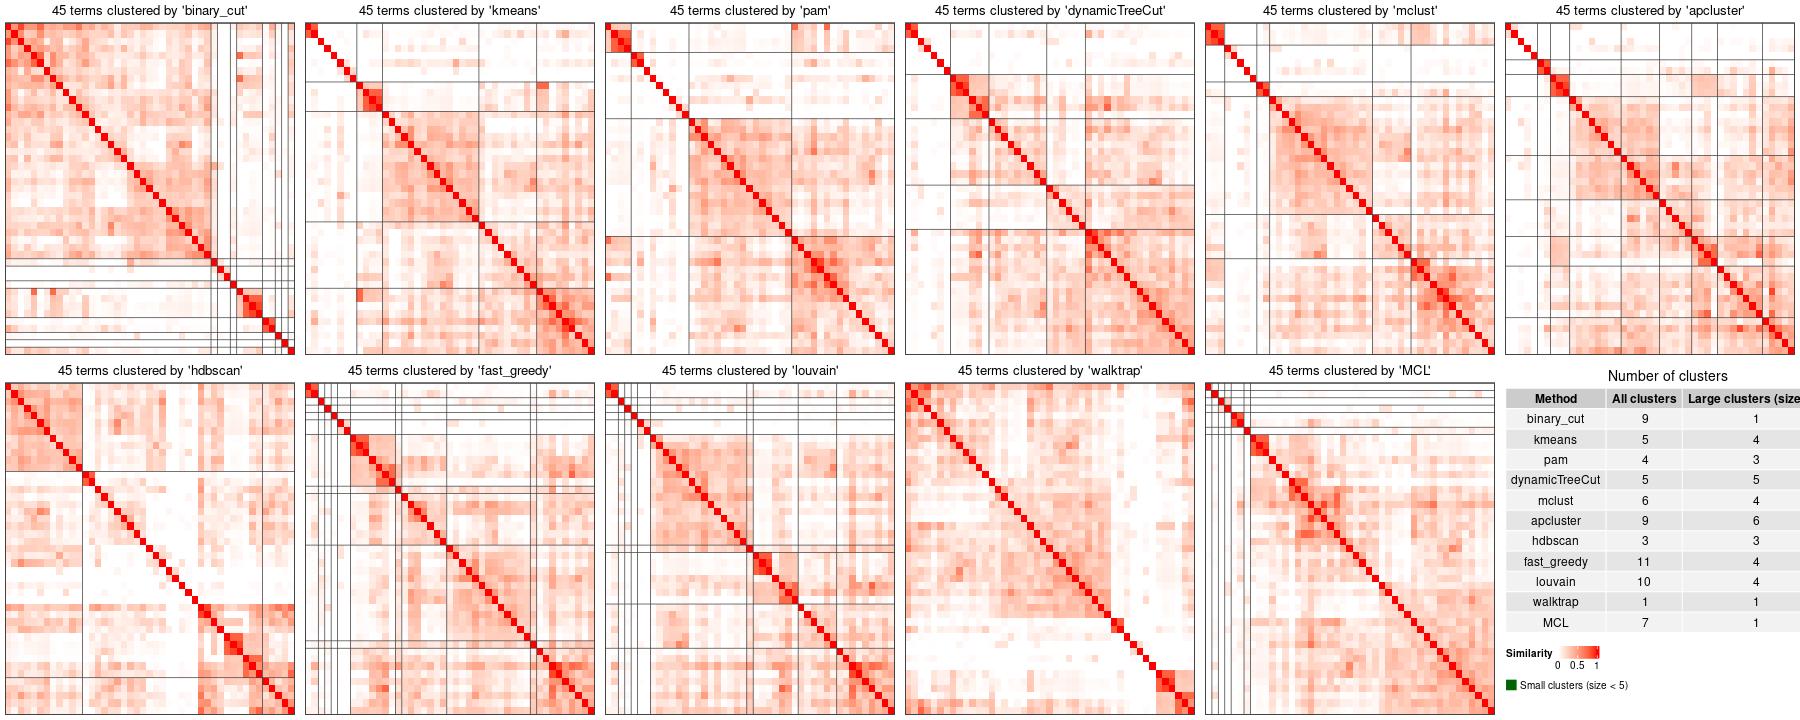 45 terms clustered by 'binary_cut'
45 terms clustered by 'kmeans'
45 terms clustered by 'pam'
45 terms clustered by 'dynamicTreeCut'
45 terms clustered by 'mclust'
45 terms clustered by 'apcluster'
45 terms clustered by 'hdbscan'
45 terms clustered by 'fast_greedy'
45 terms clustered by 'louvain'
45 terms clustered by 'walktrap'
45 terms clustered by 'MCL'
Number of clusters
Method All clusters Large clusters (size
binary_cut 9 1
kmeans 5 4
pam 4 3
dynamicTreeCut 5 5
mclust 6 4
apcluster 9 6
hdbscan 3 3
fast_greedy 11 4
louvain 10 4
walktrap 1 1
MCL 7 1
Similarity
0 0.5 1
Small clusters (size < 5)